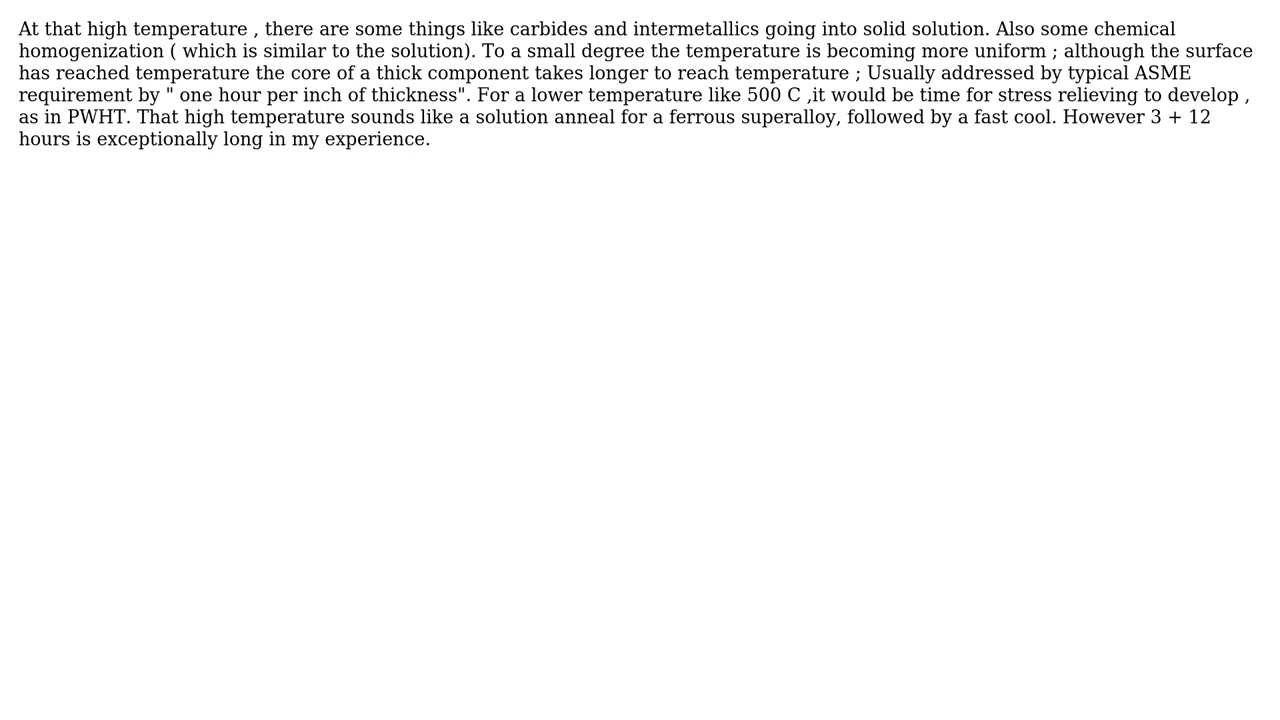 At that high temperature , there are some things like carbides and intermetallics going into solid solution. Also some chemical
homogenization ( which is similar to the solution). To a small degree the temperature is becoming more uniform ; although the surface
has reached temperature the core of a thick component takes longer to reach temperature ; Usually addressed by typical ASME
requirement by " one hour per inch of thickness". For a lower temperature like 500 C ,it would be time for stress relieving to develop ,
as in PWHT. That high temperature sounds like a solution anneal for a ferrous superalloy, followed by a fast cool. However 3 + 12
hours is exceptionally long in my experience.